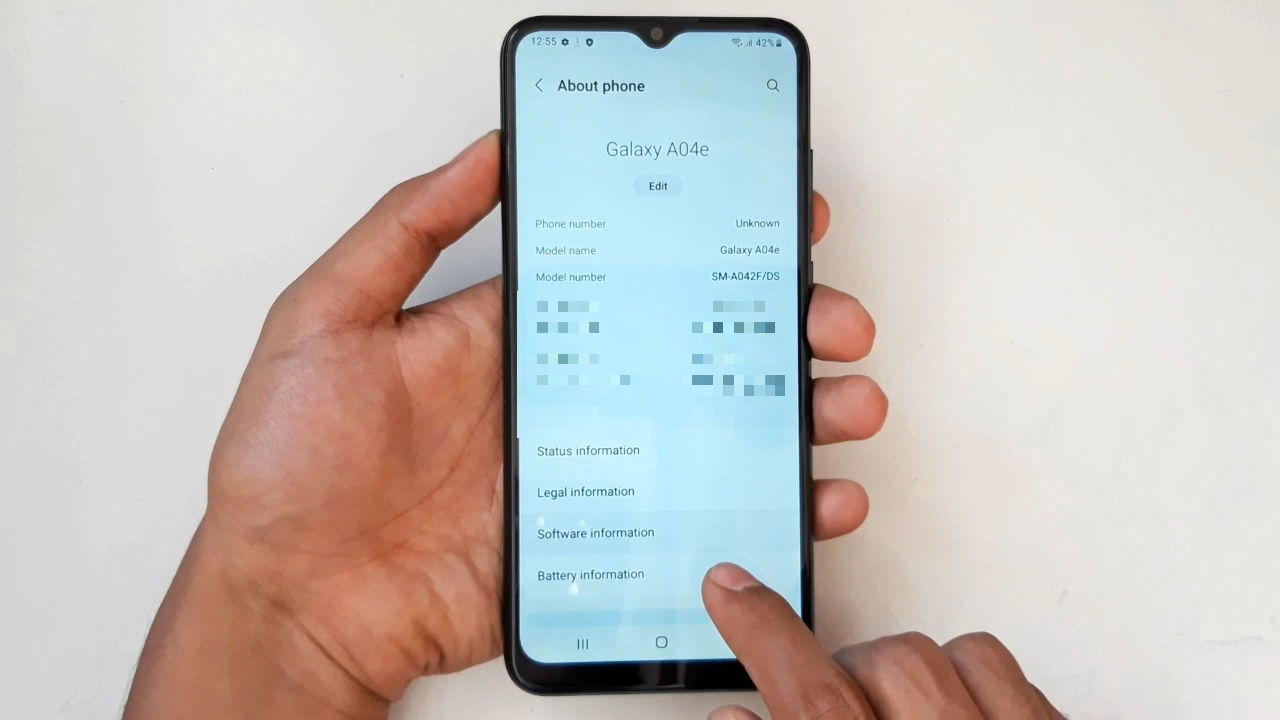 12:55 42%
About phone
Galaxy A04e
Edit
Phone number Unknown
Model name Galaxy A04e
Model number SM-A042F/DS
Status information
Legal information
Software information
Battery information